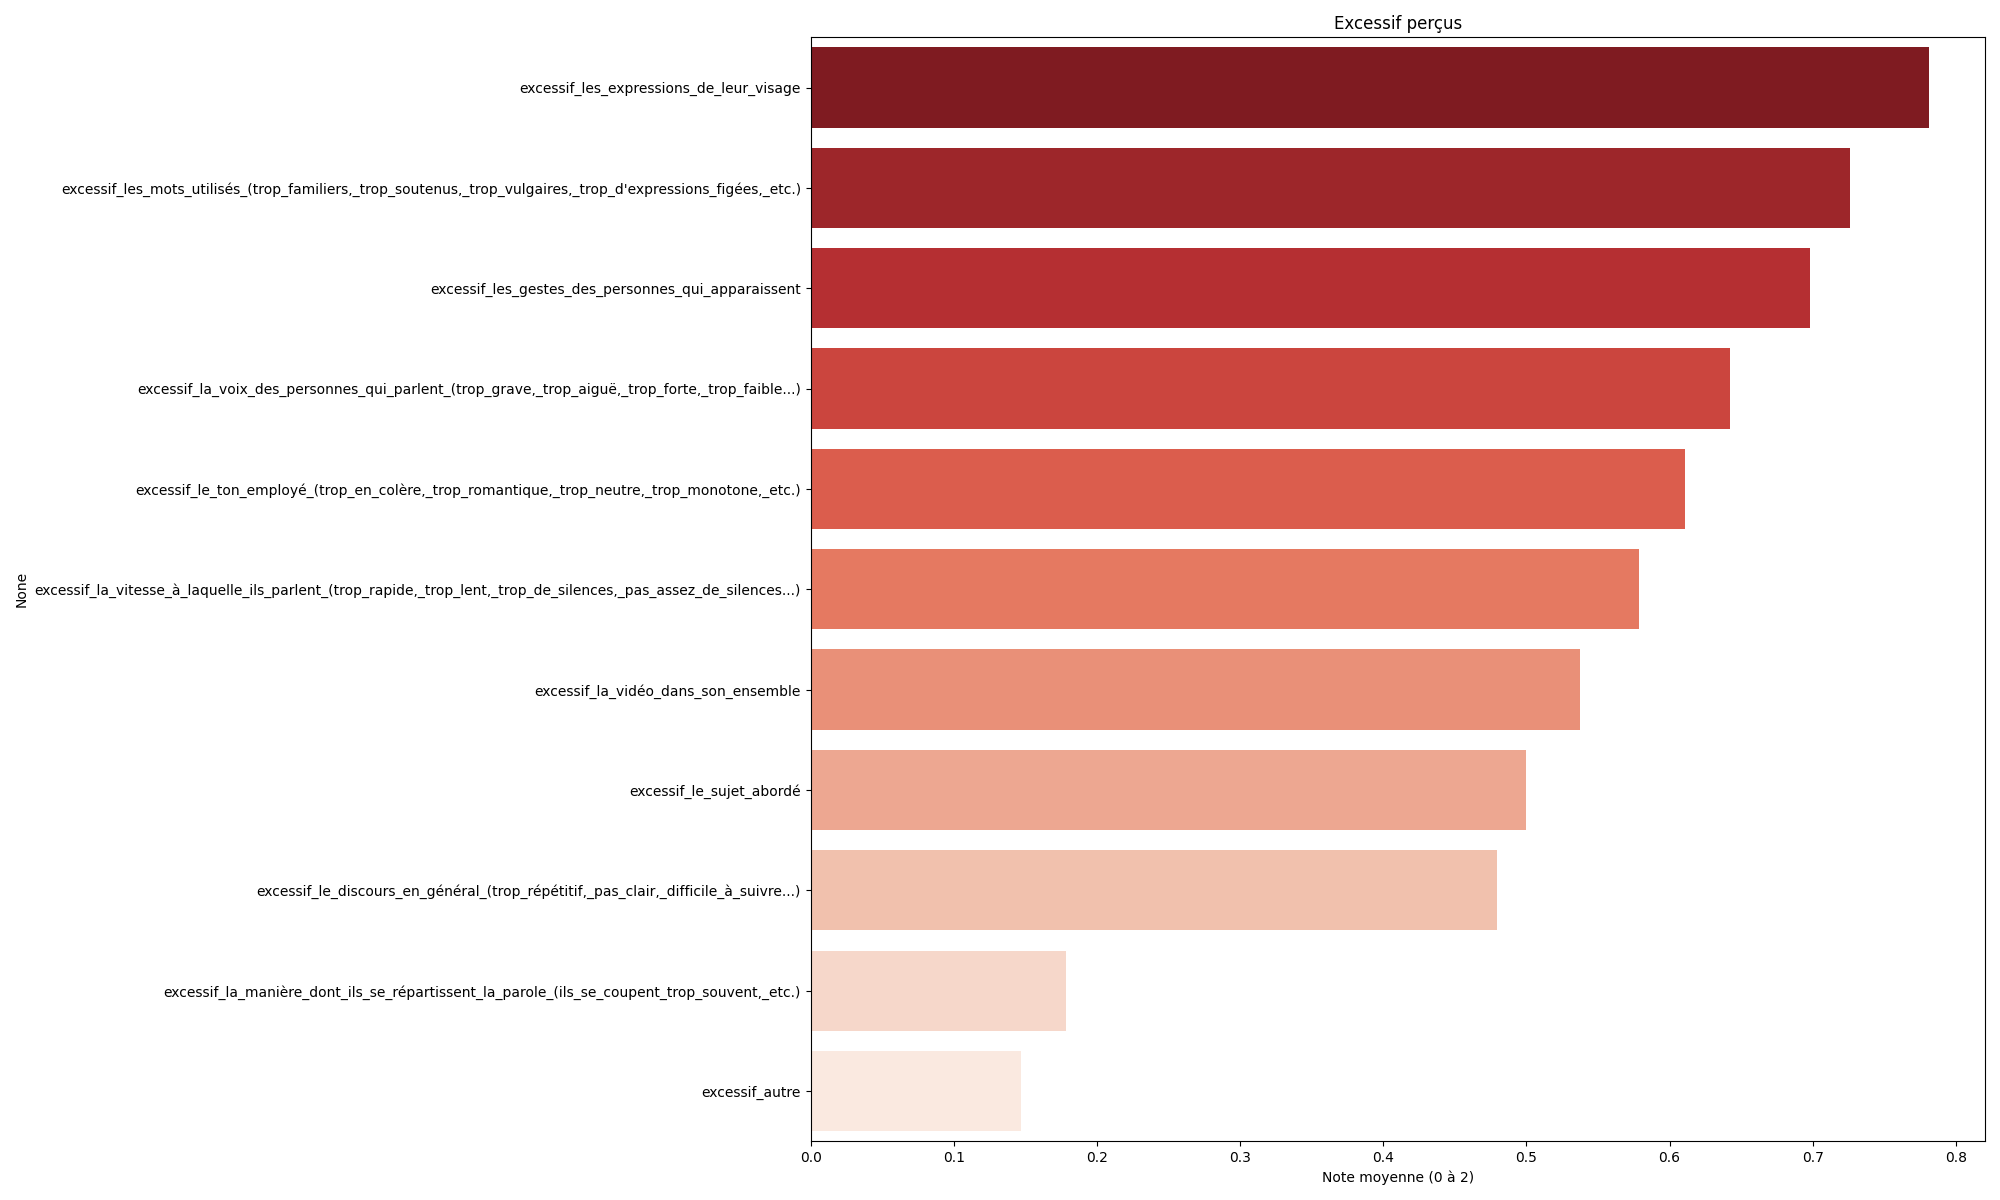 Excessif perçus
excessif_les_expressions_de_leur_visage
excessif_les_mots_utilisés_(trop_familiers,_trop_soutenus,_trop_vulgaires,_trop_d'expressions_figées,_etc.)
excessif_les_gestes_des_personnes_qui_apparaissent
excessif_la_voix_des_personnes_qui_parlent_(trop_grave,_trop_aiguë,_trop_forte,_trop_faible...)
excessif_le_ton_employé_(trop_en_colère,_trop_romantique,_trop_neutre,_trop_monotone,_etc.)
None
excessif_la_vitesse_à_laquelle_ils_parlent_(trop_rapide,_trop_lent,_trop_de_silences,_pas_assez_de_silences...)
excessif_la_vidéo_dans_son_ensemble
excessif_le_sujet_abordé
excessif_le_discours_en_général_(trop_répétitif,_pas_clair,_difficile_à_suivre...)
excessif_la_manière_dont_ils_se_répartissent_la_parole_(ils_se_coupent_trop_souvent,_etc.)
excessif_autre
0.0 0.1 0.2 0.3 0.4 0.5 0.6 0.7 0.8
Note moyenne (0 à 2)